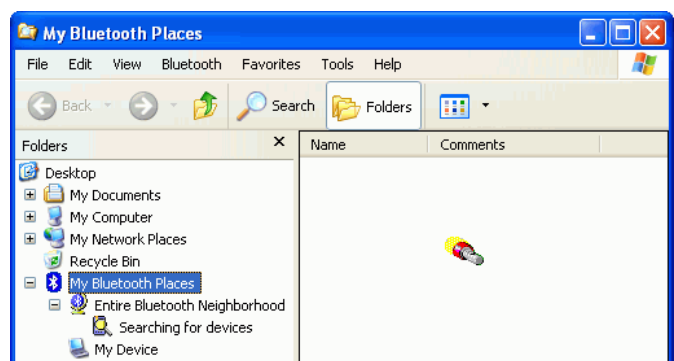 My Bluetooth Places
File Edit View Bluetooth Favorites Tools Help
Back Search Folders
Folders Name Comments
Desktop
My Documents
My Computer
My Network Places
Recycle Bin
My Bluetooth Places
Entire Bluetooth Neighborhood
Searching for devices
My Device